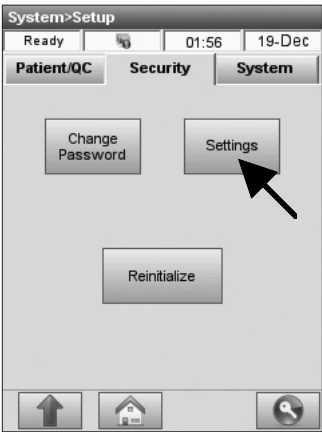 System>Setup
Ready 01:56 19-Dec
Patient/QC Security System
Change
Password
Settings
Reinitialize